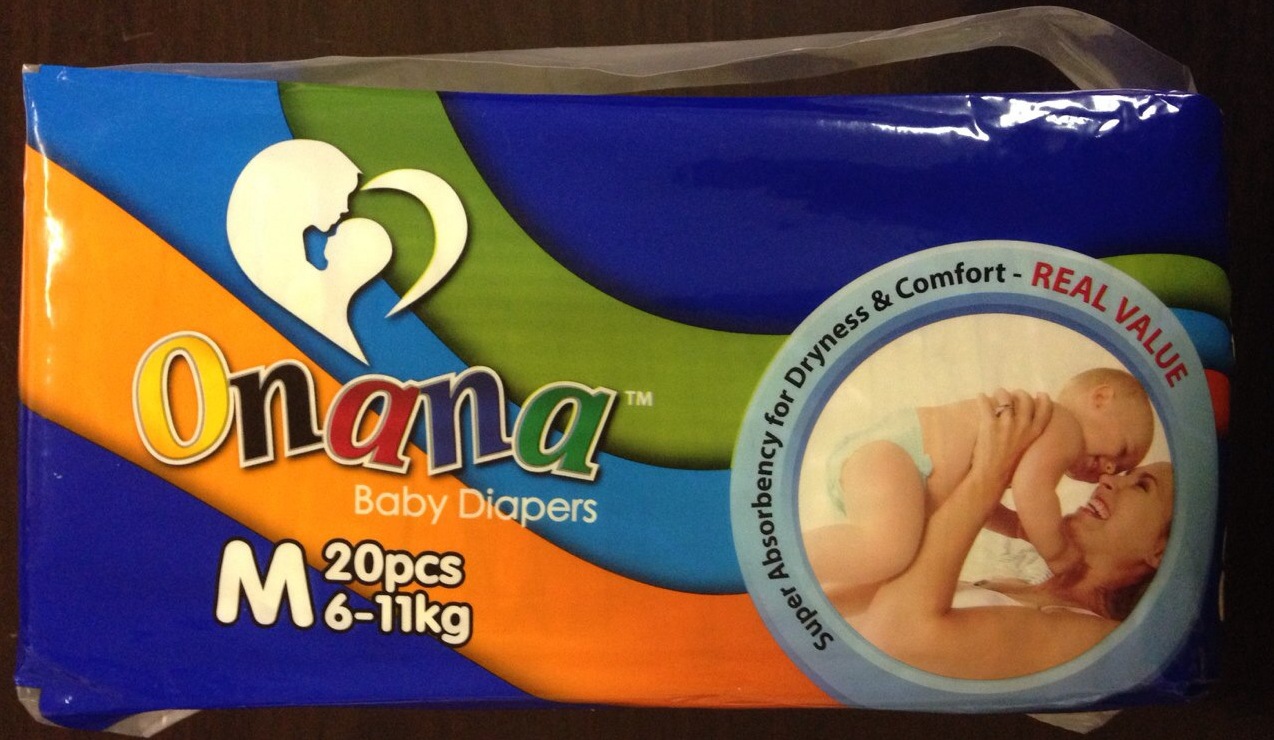 Onana™
Baby Diapers
M 20pcs
6-11kg
Super Absorbency for Dryness & Comfort - REAL VALUE